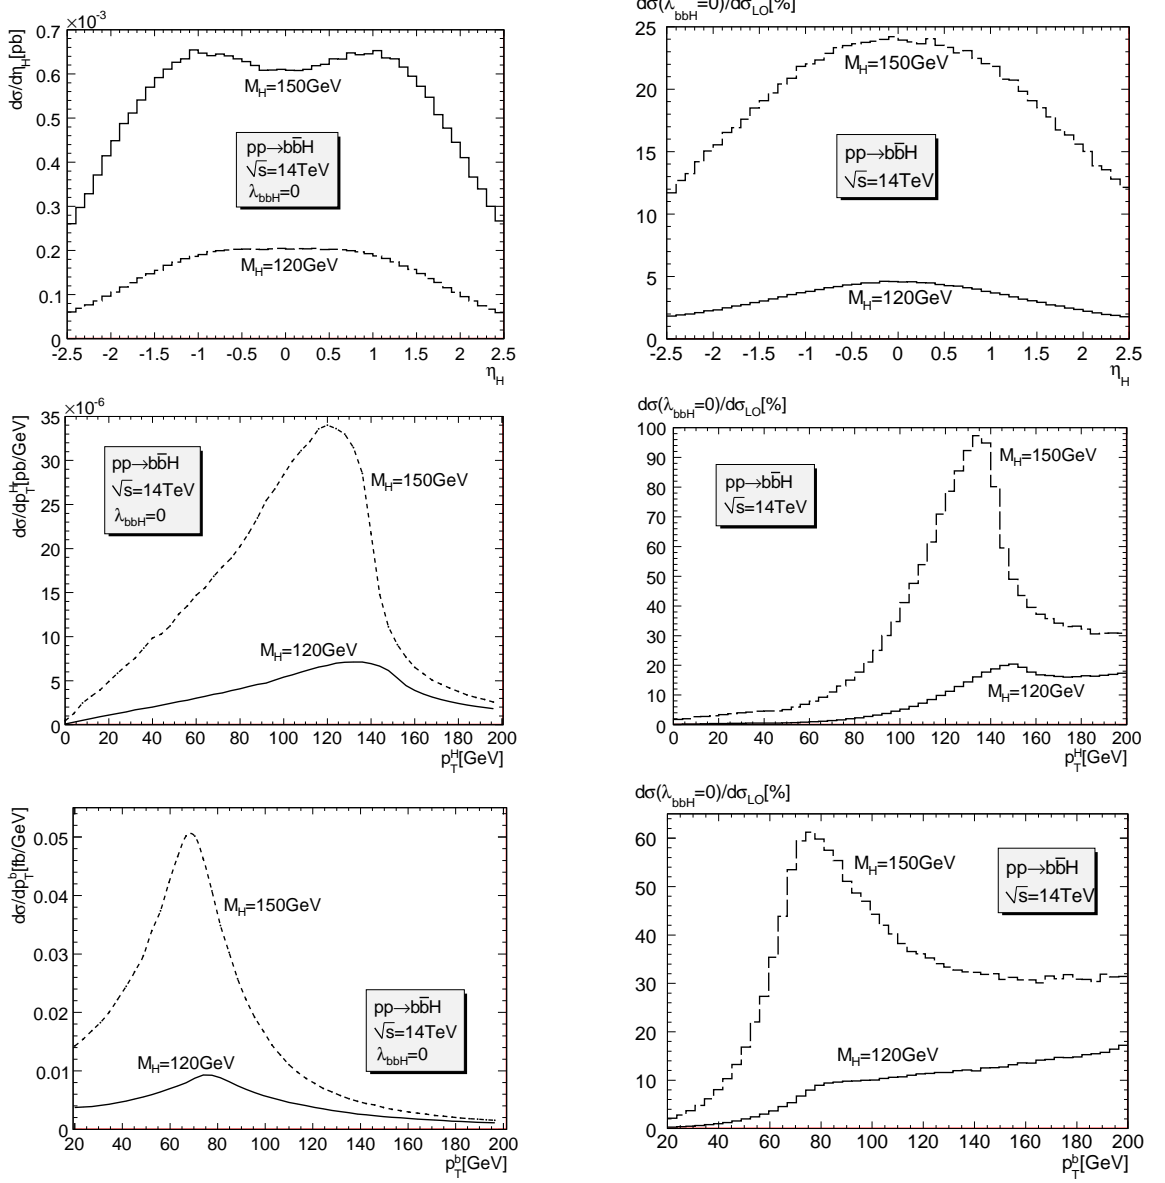 ×10⁻³
dσ/dη_H[pb]
0.7
0.6
0.5
0.4
0.3
0.2
0.1
0
M_H=150GeV
pp→bb̅H
√s=14TeV
λ_bbH=0
M_H=120GeV
-2.5 -2 -1.5 -1 -0.5 0 0.5 1 1.5 2 2.5
η_H
dσ(λ_bbH=0)/dσ_LO[%]
25
20
15
10
5
0
M_H=150GeV
pp→bb̅H
√s=14TeV
M_H=120GeV
-2.5 -2 -1.5 -1 -0.5 0 0.5 1 1.5 2 2.5
η_H
×10⁻⁶
dσ/dp_T^H[pb/GeV]
35
30
25
20
15
10
5
0
pp→bb̅H
√s=14TeV
λ_bbH=0
M_H=150GeV
M_H=120GeV
0 20 40 60 80 100 120 140 160 180 200
p_T^H[GeV]
dσ(λ_bbH=0)/dσ_LO[%]
100
90
80
70
60
50
40
30
20
10
0
M_H=150GeV
pp→bb̅H
√s=14TeV
M_H=120GeV
0 20 40 60 80 100 120 140 160 180 200
p_T^H[GeV]
dσ/dp_T^b[fb/GeV]
0.05
0.04
0.03
0.02
0.01
0
M_H=150GeV
pp→bb̅H
√s=14TeV
λ_bbH=0
M_H=120GeV
20 40 60 80 100 120 140 160 180 200
p_T^b[GeV]
dσ(λ_bbH=0)/dσ_LO[%]
60
50
40
30
20
10
0
M_H=150GeV
pp→bb̅H
√s=14TeV
M_H=120GeV
20 40 60 80 100 120 140 160 180 200
p_T^b[GeV]